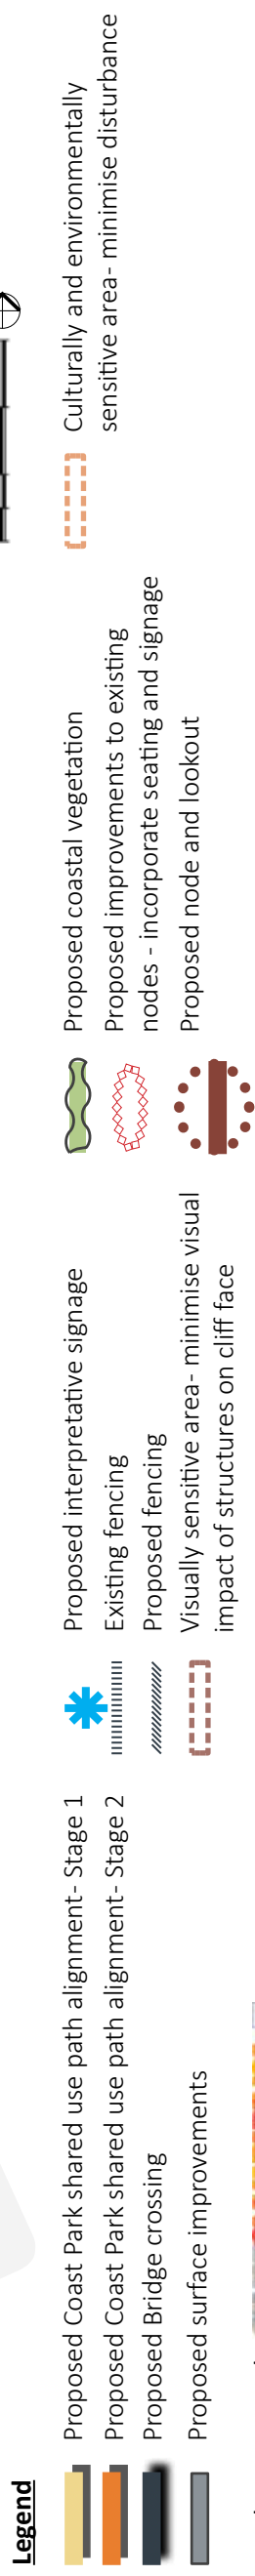 Legend
Proposed Coast Park shared use path alignment- Stage 1
Proposed Coast Park shared use path alignment- Stage 2
Proposed Bridge crossing
Proposed surface improvements
Proposed interpretative signage
Existing fencing
Proposed fencing
Visually sensitive area- minimise visual
impact of structures on cliff face
Proposed coastal vegetation
Proposed improvements to existing
nodes - incorporate seating and signage
Proposed node and lookout
Culturally and environmentally
sensitive area- minimise disturbance